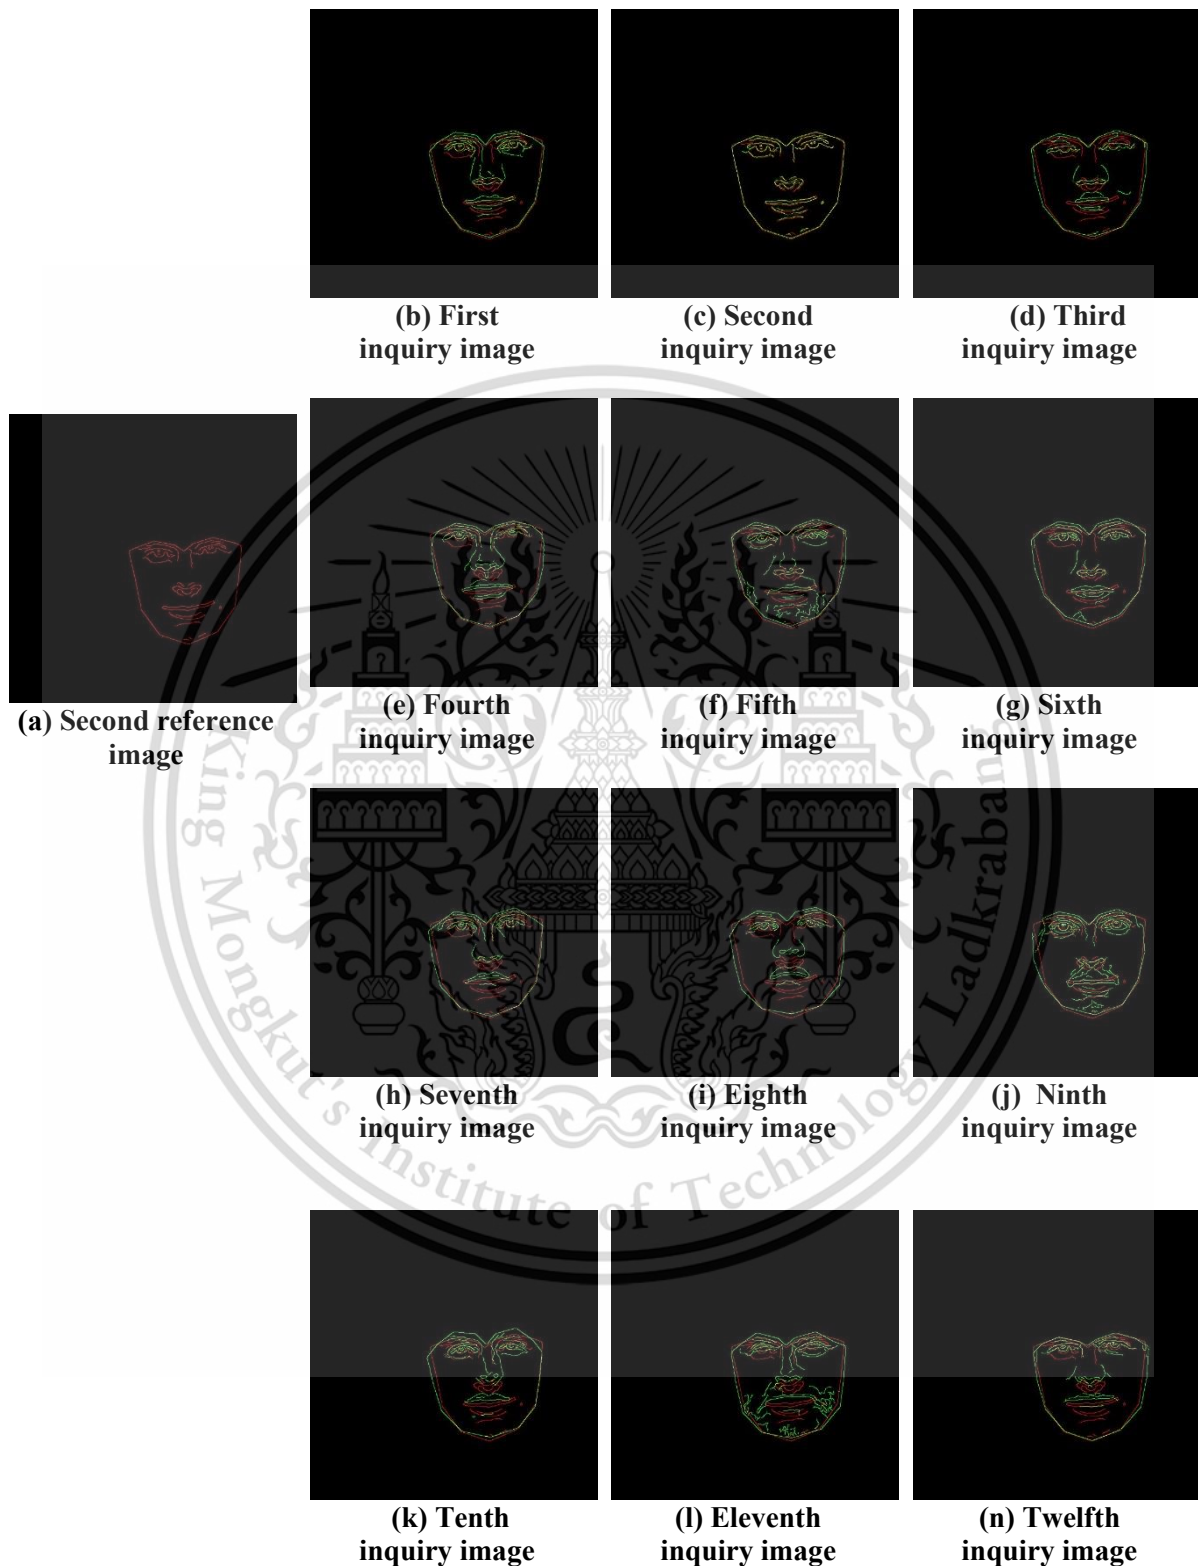 (b) First
inquiry image
(c) Second
inquiry image
(d) Third
inquiry image
(a) Second reference
image
(e) Fourth
inquiry image
(f) Fifth
inquiry image
(g) Sixth
inquiry image
(h) Seventh
inquiry image
(i) Eighth
inquiry image
(j) Ninth
inquiry image
(k) Tenth
inquiry image
(l) Eleventh
inquiry image
(n) Twelfth
inquiry image
King Mongkut's Institute of Technology Ladkrabang